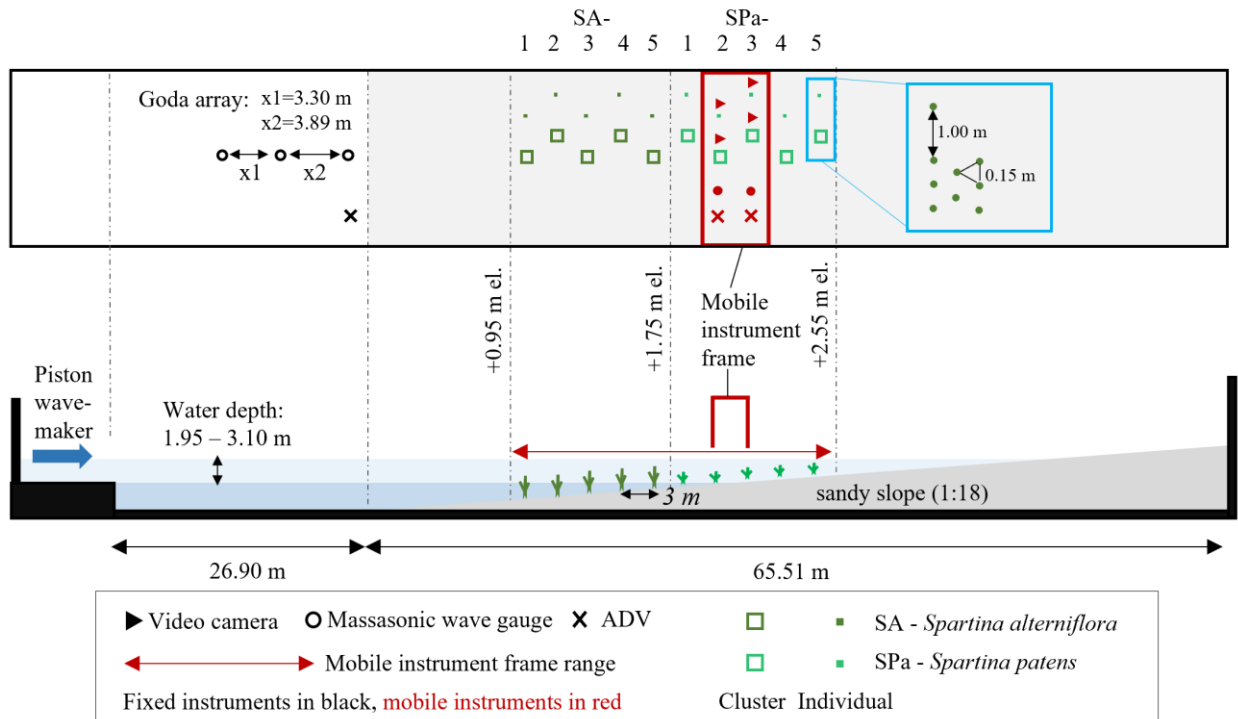 SA-
SPa-
1 2 3 4 5 1 2 3 4 5
Goda array: x1=3.30 m
x2=3.89 m
x1 x2
1.00 m
0.15 m
+0.95 m el.
+1.75 m el.
+2.55 m el.
Mobile
instrument
frame
Piston
wave-
maker
Water depth:
1.95 – 3.10 m
3 m
sandy slope (1:18)
26.90 m
65.51 m
Video camera
Massasonic wave gauge
ADV
SA - Spartina alterniflora
Mobile instrument frame range
SPa - Spartina patens
Fixed instruments in black, mobile instruments in red
Cluster Individual